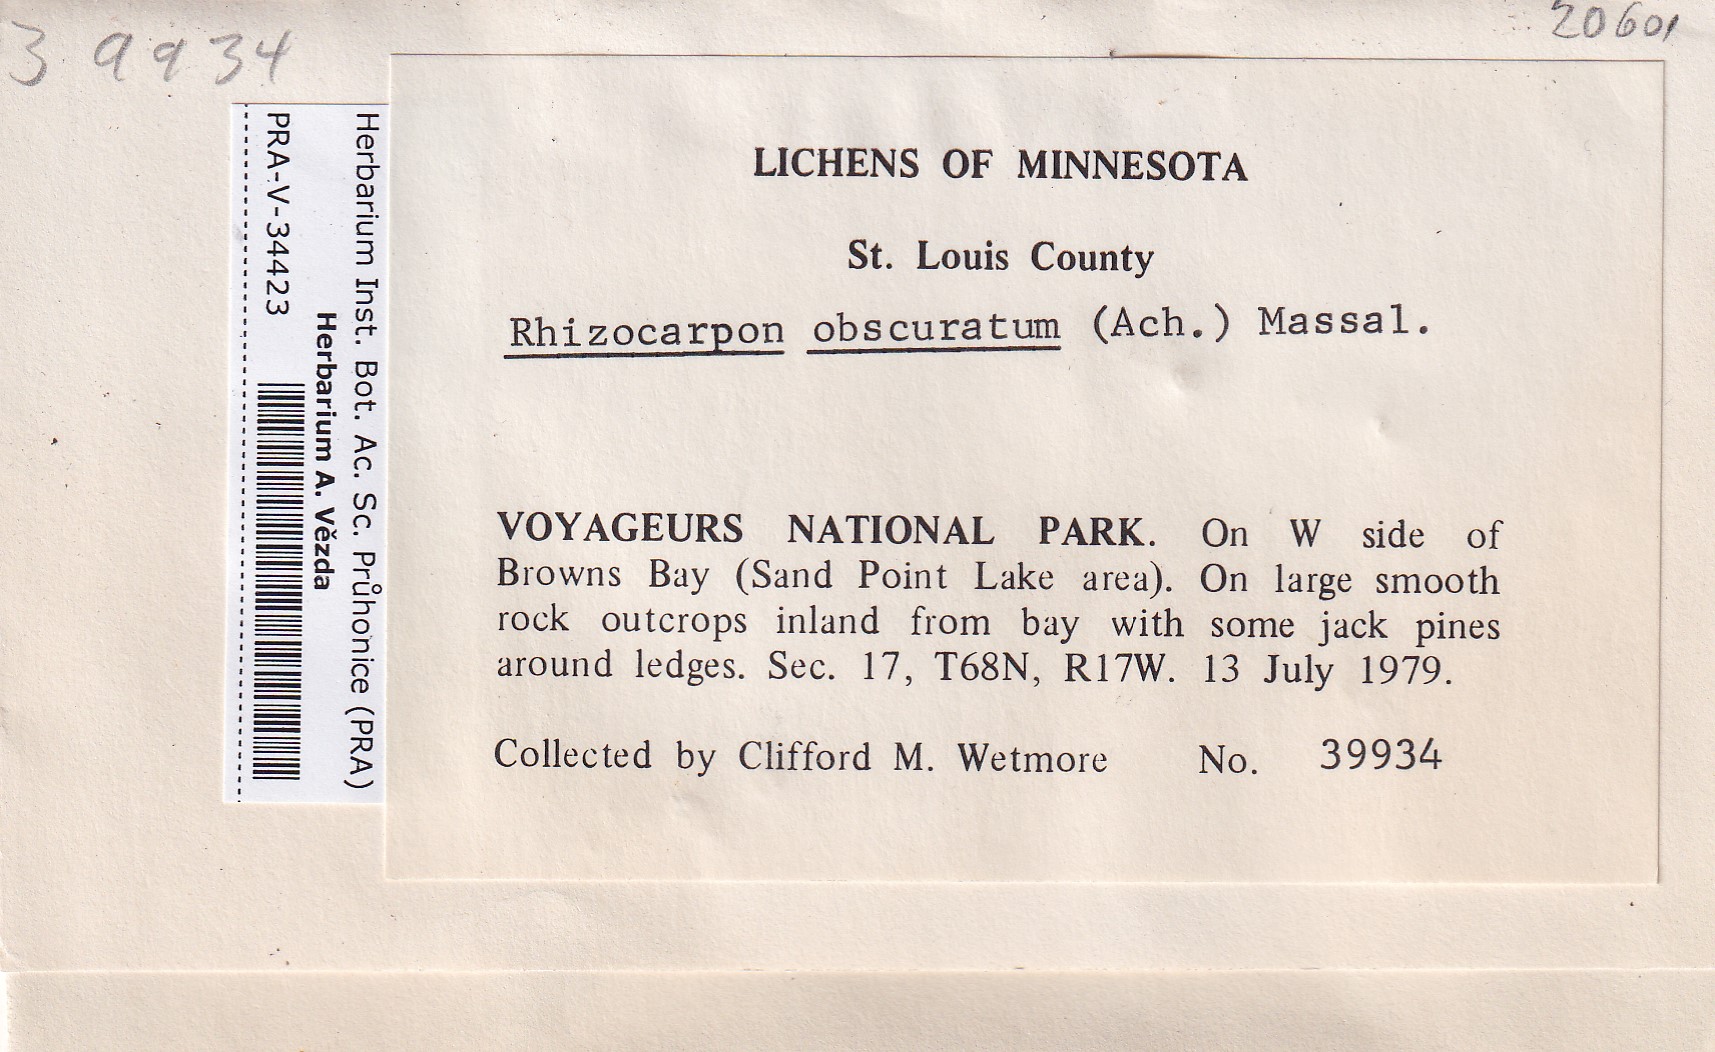 39934
20601
Herbarium Inst. Bot. Ac. Sc. Průhonice (PRA)
Herbarium A. Vězda
PRA-V-34423
LICHENS OF MINNESOTA
St. Louis County
Rhizocarpon obscuratum (Ach.) Massal.
VOYAGEURS NATIONAL PARK. On W side of
Browns Bay (Sand Point Lake area). On large smooth
rock outcrops inland from bay with some jack pines
around ledges. Sec. 17, T68N, R17W. 13 July 1979.
Collected by Clifford M. Wetmore No. 39934